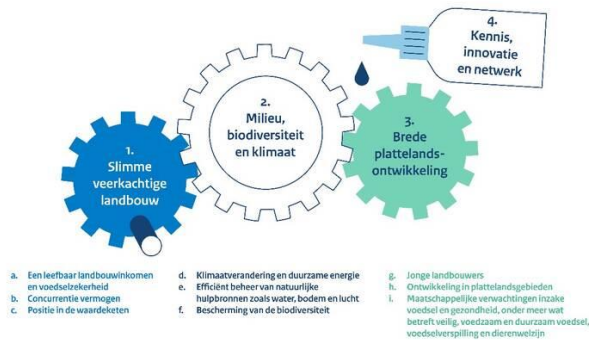 1.
Slimme
veerkachtige
landbouw
2.
Milieu,
biodiversiteit
en klimaat
3.
Brede
plattelands-
ontwikkeling
4.
Kennis,
innovatie
en netwerk
a. Een leefbaar landbouwinkomen
en voedselzekerheid
b. Concurrentie vermogen
c. Positie in de waardeketen
d. Klimaatverandering en duurzame energie
e. Efficiënt beheer van natuurlijke
hulpbronnen zoals water, bodem en lucht
f. Bescherming van de biodiversiteit
g. Jonge landbouwers
h. Ontwikkeling in plattelandsgebieden
i. Maatschappelijke verwachtingen inzake
voedsel en gezondheid, onder meer wat
betreft veilig, voedzaam en duurzaam voedsel,
voedselverspilling en dierenwelzijn